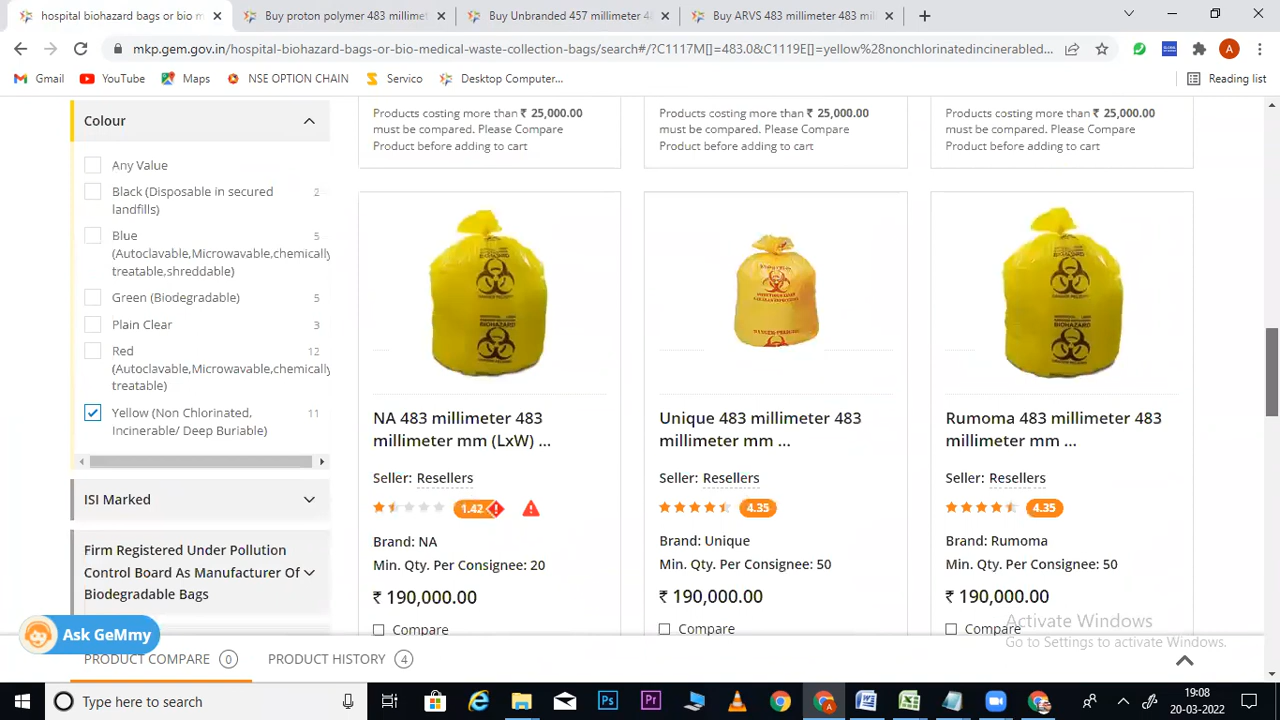 hospital biohazard bags or bio m
Buy proton polymer 483 millimet
Buy Unbranded 457 millimeter 4
Buy ARVS 483 millimeter 483 mil
mkp.gem.gov.in/hospital-biohazard-bags-or-bio-medical-waste-collection-bags/search#/?C1117M[]=483.0&C1119E[]=yellow%28nonchlorinatedincinerabled...
A
Gmail
YouTube
Maps
NSE OPTION CHAIN
Servico
Desktop Computer...
Reading list
Colour
Any Value
Black (Disposable in secured 2
landfills)
Blue 5
(Autoclavable,Microwavable,chemically
treatable,shreddable)
Green (Biodegradable) 5
Plain Clear 3
Red 12
(Autoclavable,Microwavable,chemically
treatable)
Yellow (Non Chlorinated, 11
Incinerable/ Deep Buriable)
ISI Marked
Firm Registered Under Pollution
Control Board As Manufacturer Of
Biodegradable Bags
Products costing more than ₹ 25,000.00
must be compared. Please Compare
Product before adding to cart
Products costing more than ₹ 25,000.00
must be compared. Please Compare
Product before adding to cart
Products costing more than ₹ 25,000.00
must be compared. Please Compare
Product before adding to cart
BIOHAZARD
NA 483 millimeter 483
millimeter mm (LxW) ...
Seller: Resellers
1.42
Brand: NA
Min. Qty. Per Consignee: 20
₹ 190,000.00
Compare
Unique 483 millimeter 483
millimeter mm ...
Seller: Resellers
4.35
Brand: Unique
Min. Qty. Per Consignee: 50
₹ 190,000.00
Compare
BIOHAZARD
Rumoma 483 millimeter 483
millimeter mm ...
Seller: Resellers
4.35
Brand: Rumoma
Min. Qty. Per Consignee: 50
₹ 190,000.00
Compare
Activate Windows
Go to Settings to activate Windows.
Ask GeMmy
PRODUCT COMPARE 0
PRODUCT HISTORY 4
Type here to search
Ps
Pr
19:08
20-03-2022